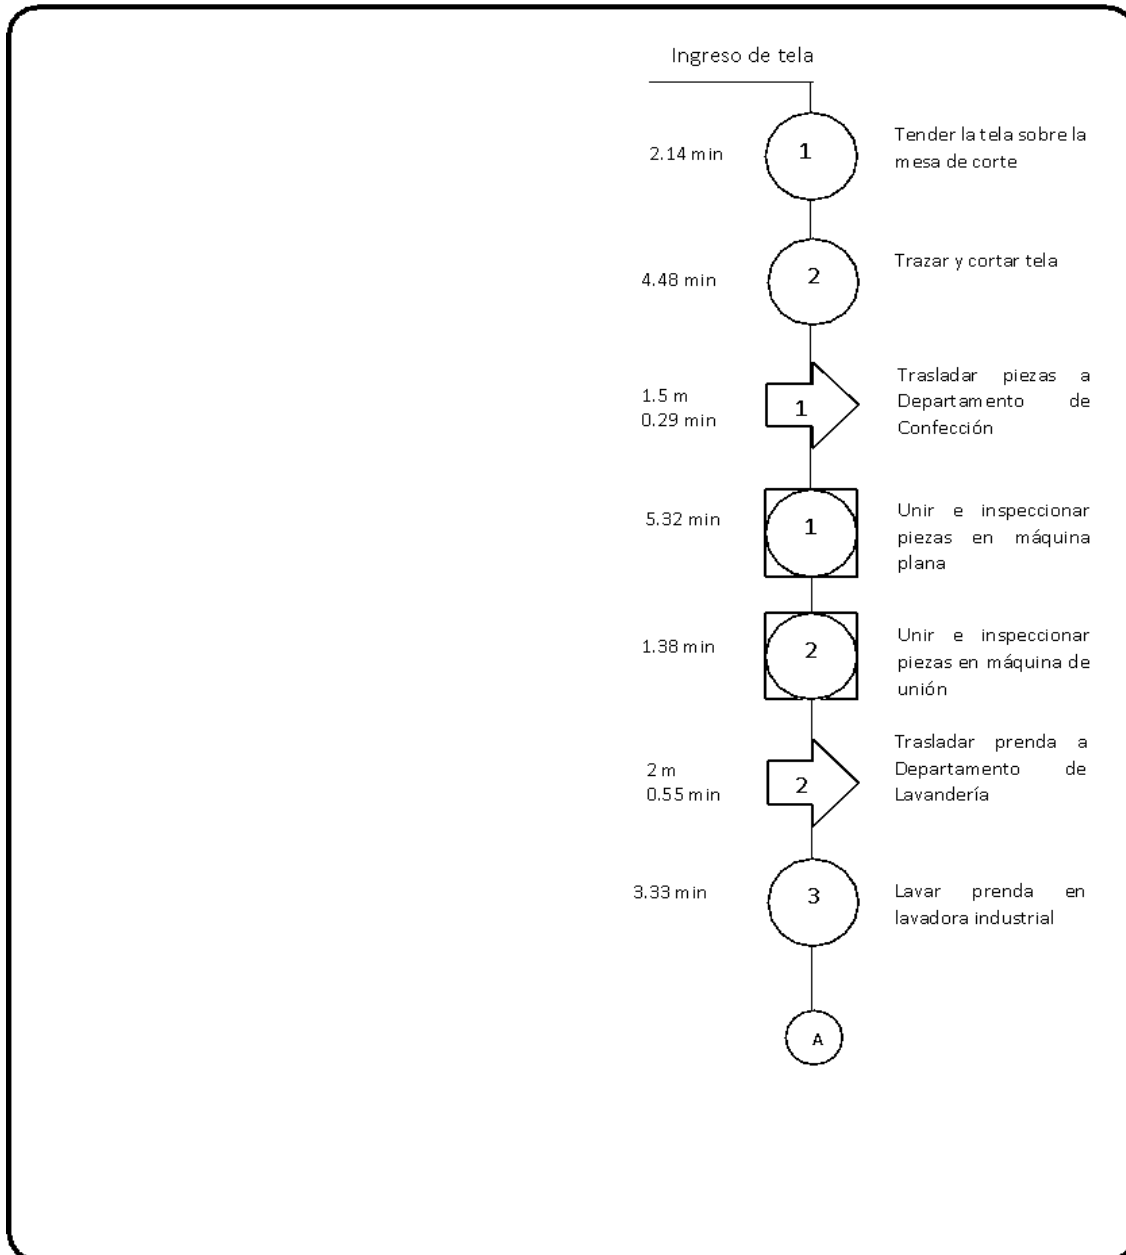 Ingreso de tela
2.14 min
1
Tender la tela sobre la
mesa de corte
4.48 min
2
Trazar y cortar tela
1.5 m
0.29 min
1
Trasladar piezas a
Departamento de
Confección
5.32 min
1
Unir e inspeccionar
piezas en máquina
plana
1.38 min
2
Unir e inspeccionar
piezas en máquina de
unión
2 m
0.55 min
2
Trasladar prenda a
Departamento de
Lavandería
3.33 min
3
Lavar prenda en
lavadora industrial
A